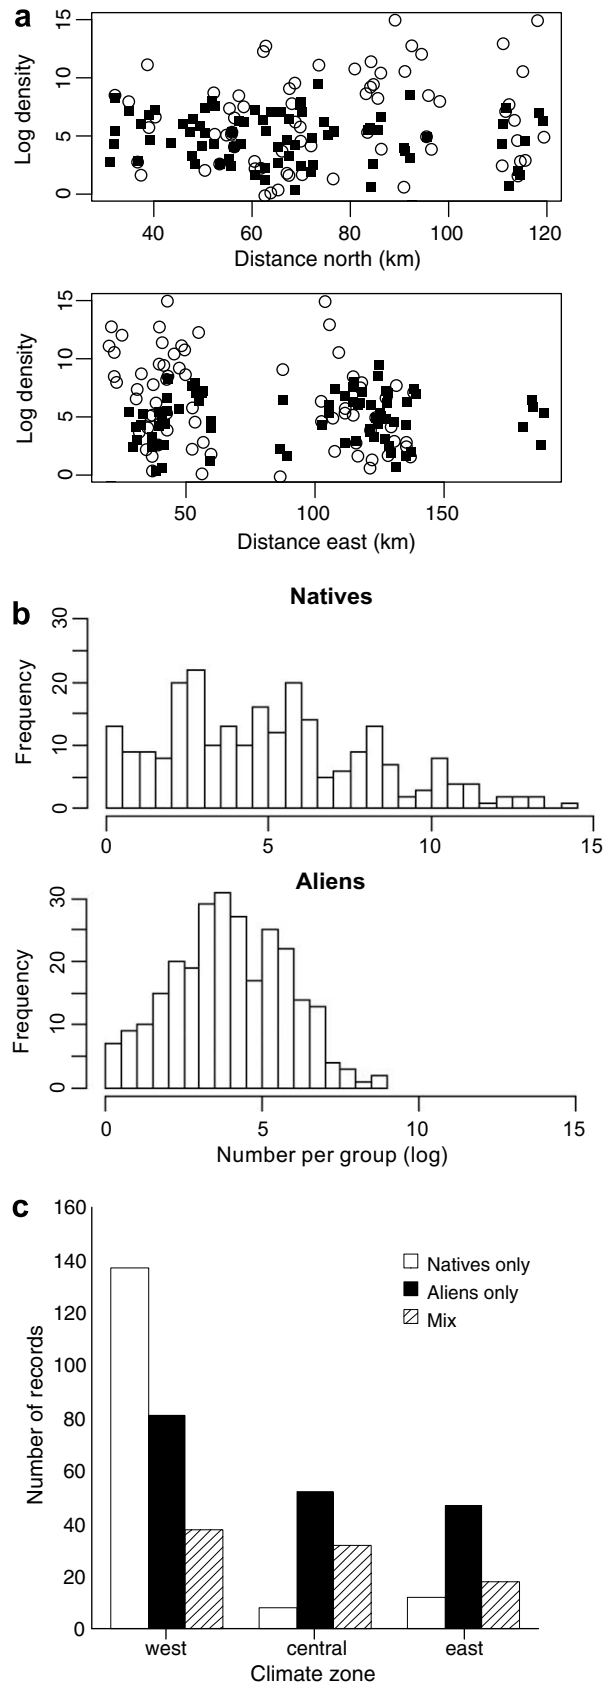 a
15
10
5
0
Log density
40 60 80 100 120
Distance north (km)
15
10
5
0
Log density
50 100 150
Distance east (km)
b
Natives
30
20
10
0
Frequency
0 5 10 15
Aliens
30
20
10
0
Frequency
0 5 10 15
Number per group (log)
c
160
140
120
100
80
60
40
20
0
Number of records
Natives only
Aliens only
Mix
west central east
Climate zone